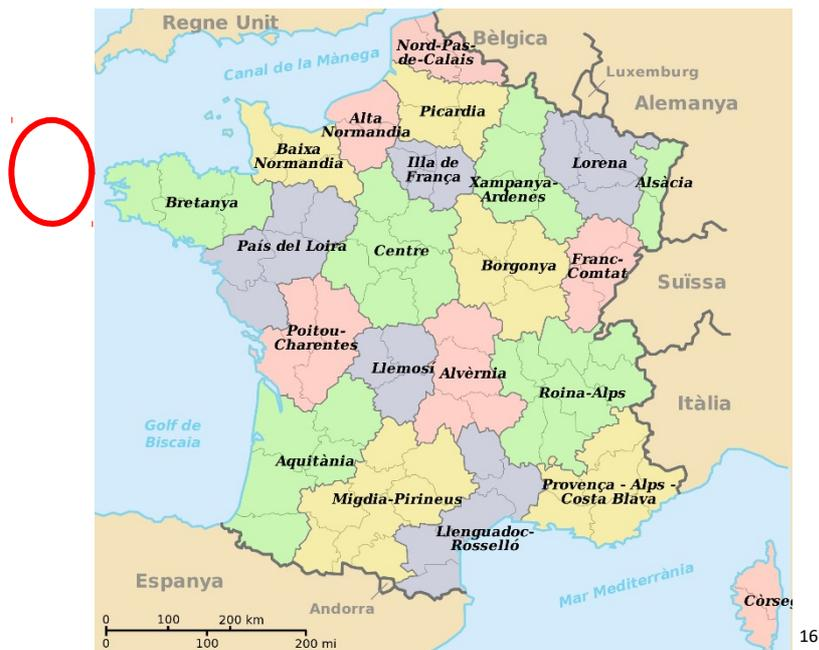 Regne Unit
Nord-Pas-
de-Calais
Bèlgica
Canal de la Mànega
Luxemburg
Alemanya
Picardia
Alta
Normandia
Baixa
Normandia
Illa de
França
Lorena
Xampanya-
Ardenes
Alsàcia
Bretanya
País del Loira
Centre
Borgonya
Franc-
Comtat
Suïssa
Poitou-
Charentes
Llemosí
Alvèrnia
Roina-Alps
Itàlia
Golf de
Biscaia
Aquitània
Migdia-Pirineus
Provença - Alps -
Costa Blava
Llenguadoc-
Rosselló
Espanya
Andorra
Mar Mediterrània
Còrseg
0 100 200 km
0 100 200 mi
16